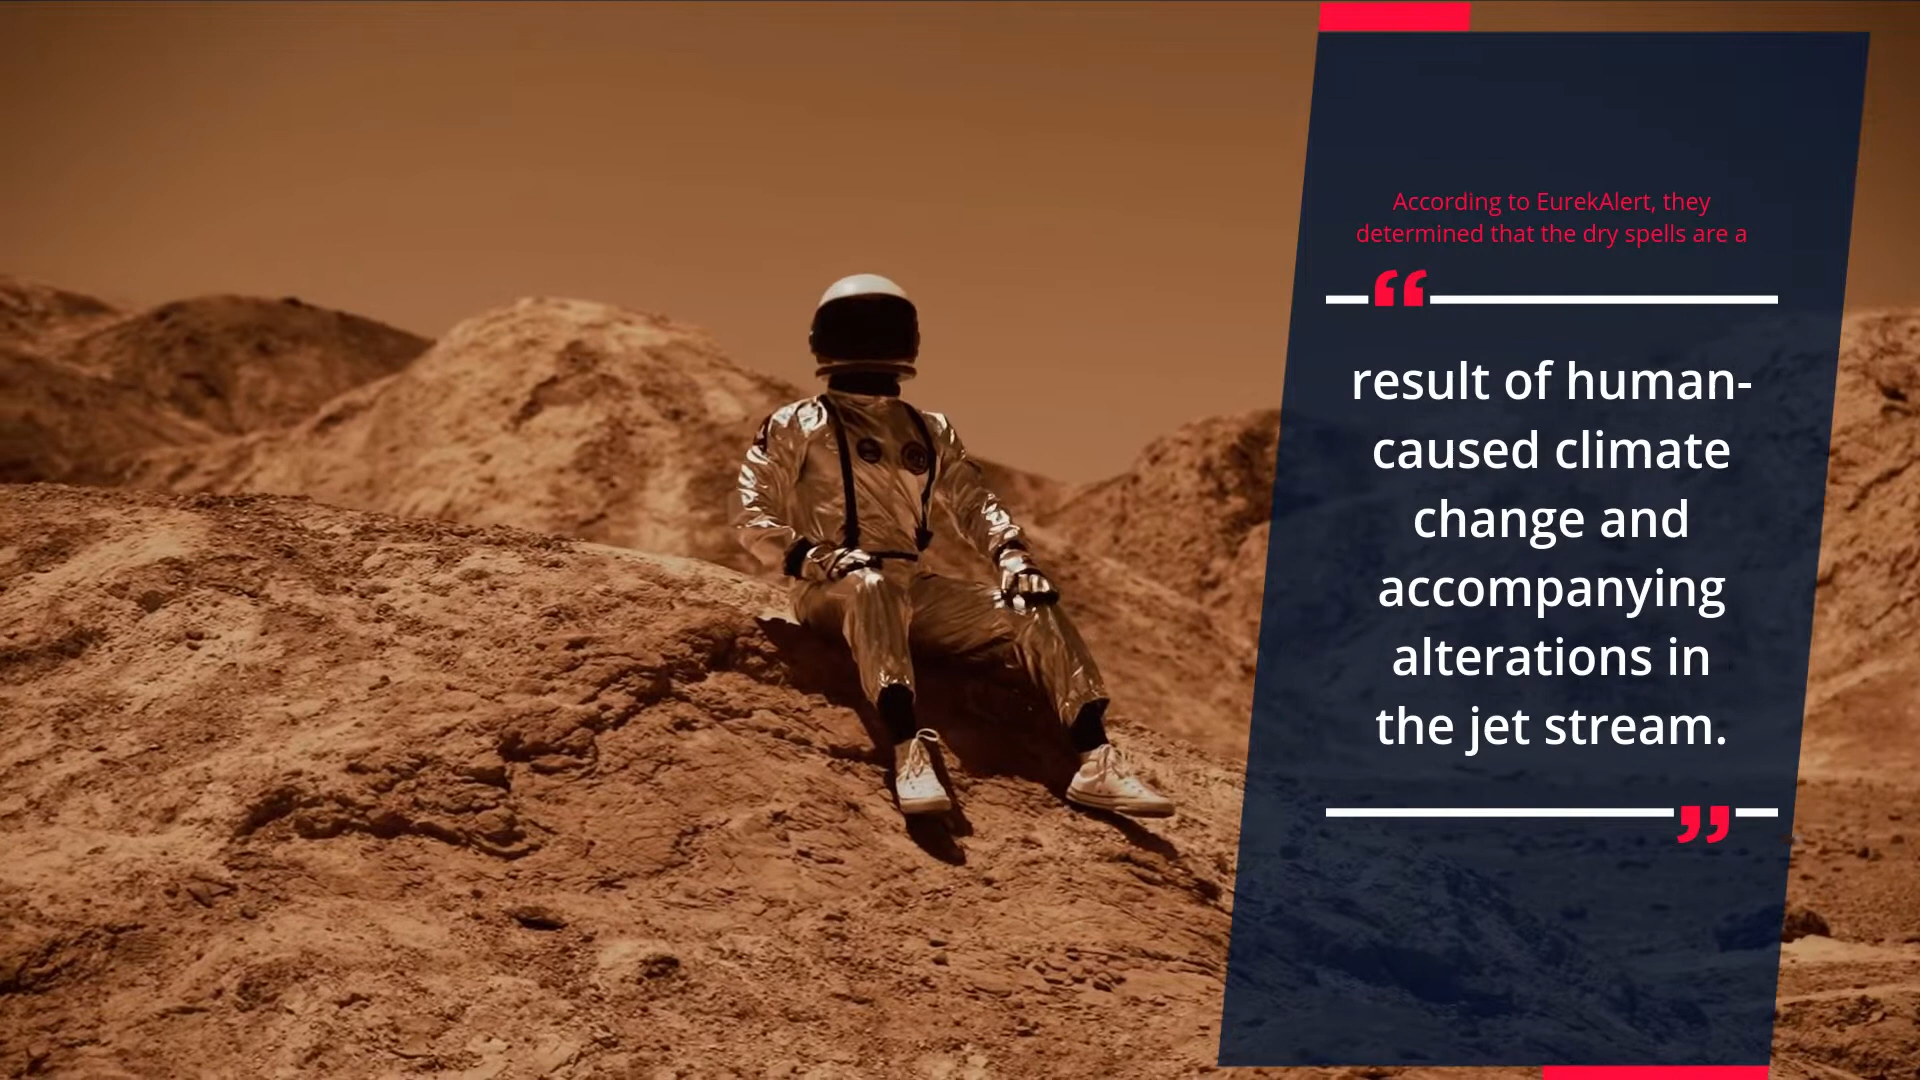 According to EurekAlert, they
determined that the dry spells are a
“
result of human-
caused climate
change and
accompanying
alterations in
the jet stream.
”